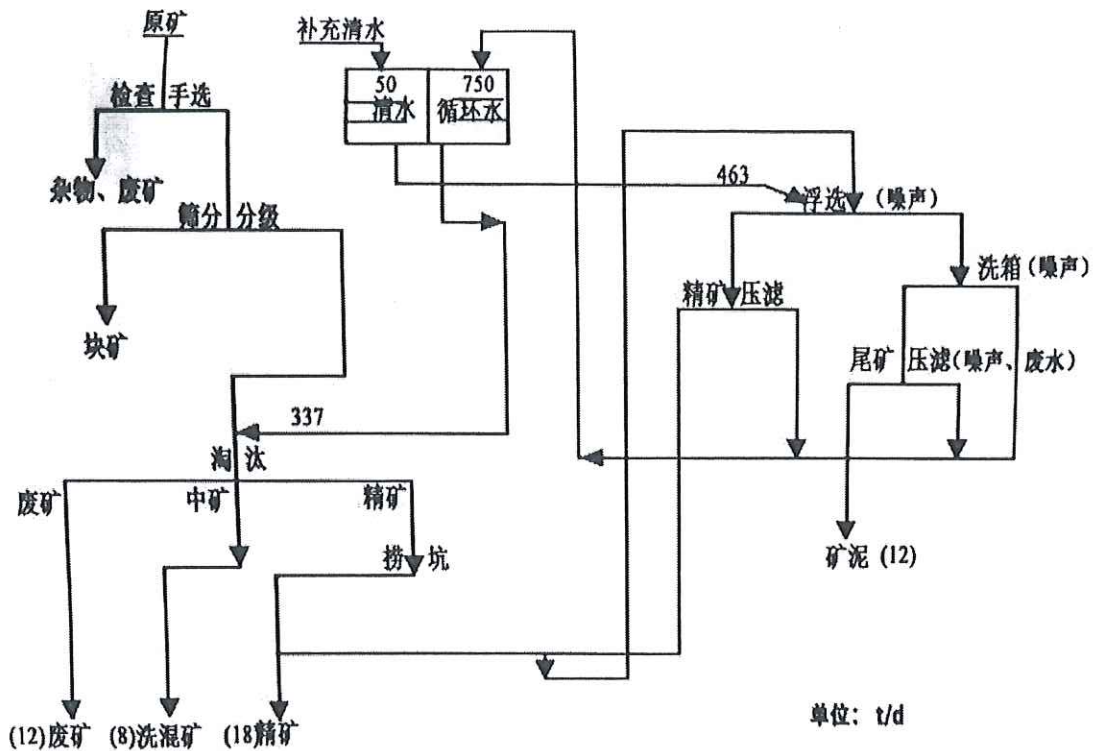 原矿
补充清水
检查 手选
50
清水
750
循环水
杂物、废矿
463
浮选 (噪声)
筛分 分级
洗箱(噪声)
精矿 压滤
块矿
尾矿 压滤(噪声、废水)
337
淘 汰
废矿
中矿
精矿
捞 坑
矿泥 (12)
(12)废矿
(8)洗混矿
(18)精矿
单位: t/d